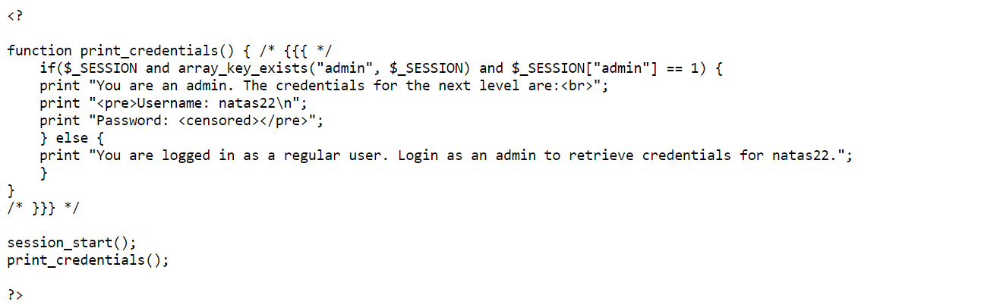 <?
function print_credentials() { /* {{{ */
    if($_SESSION and array_key_exists("admin", $_SESSION) and $_SESSION["admin"] == 1) {
    print "You are an admin. The credentials for the next level are:<br>";
    print "<pre>Username: natas22\n";
    print "Password: <censored></pre>";
    } else {
    print "You are logged in as a regular user. Login as an admin to retrieve credentials for natas22.";
    }
}
/* }}} */
session_start();
print_credentials();
?>